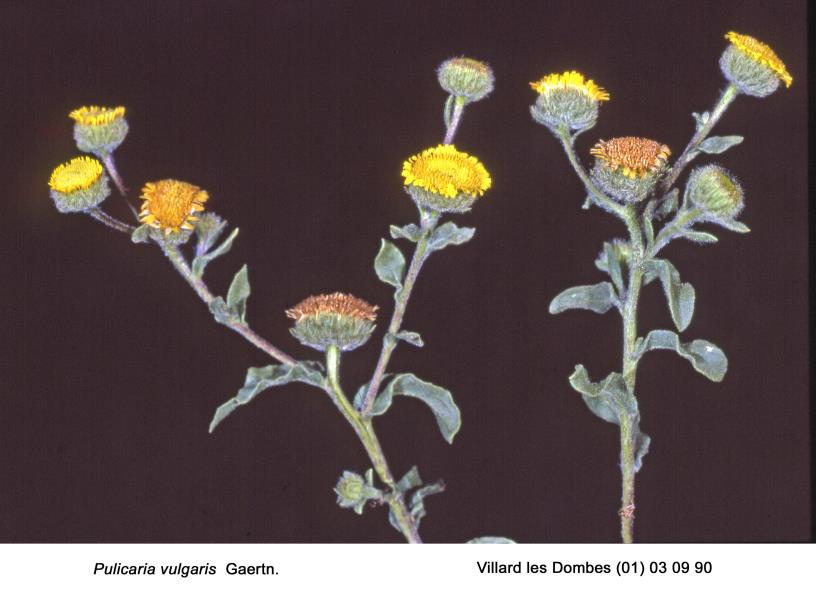 Pulicaria vulgaris Gaertn.
Villard les Dombes (01) 03 09 90